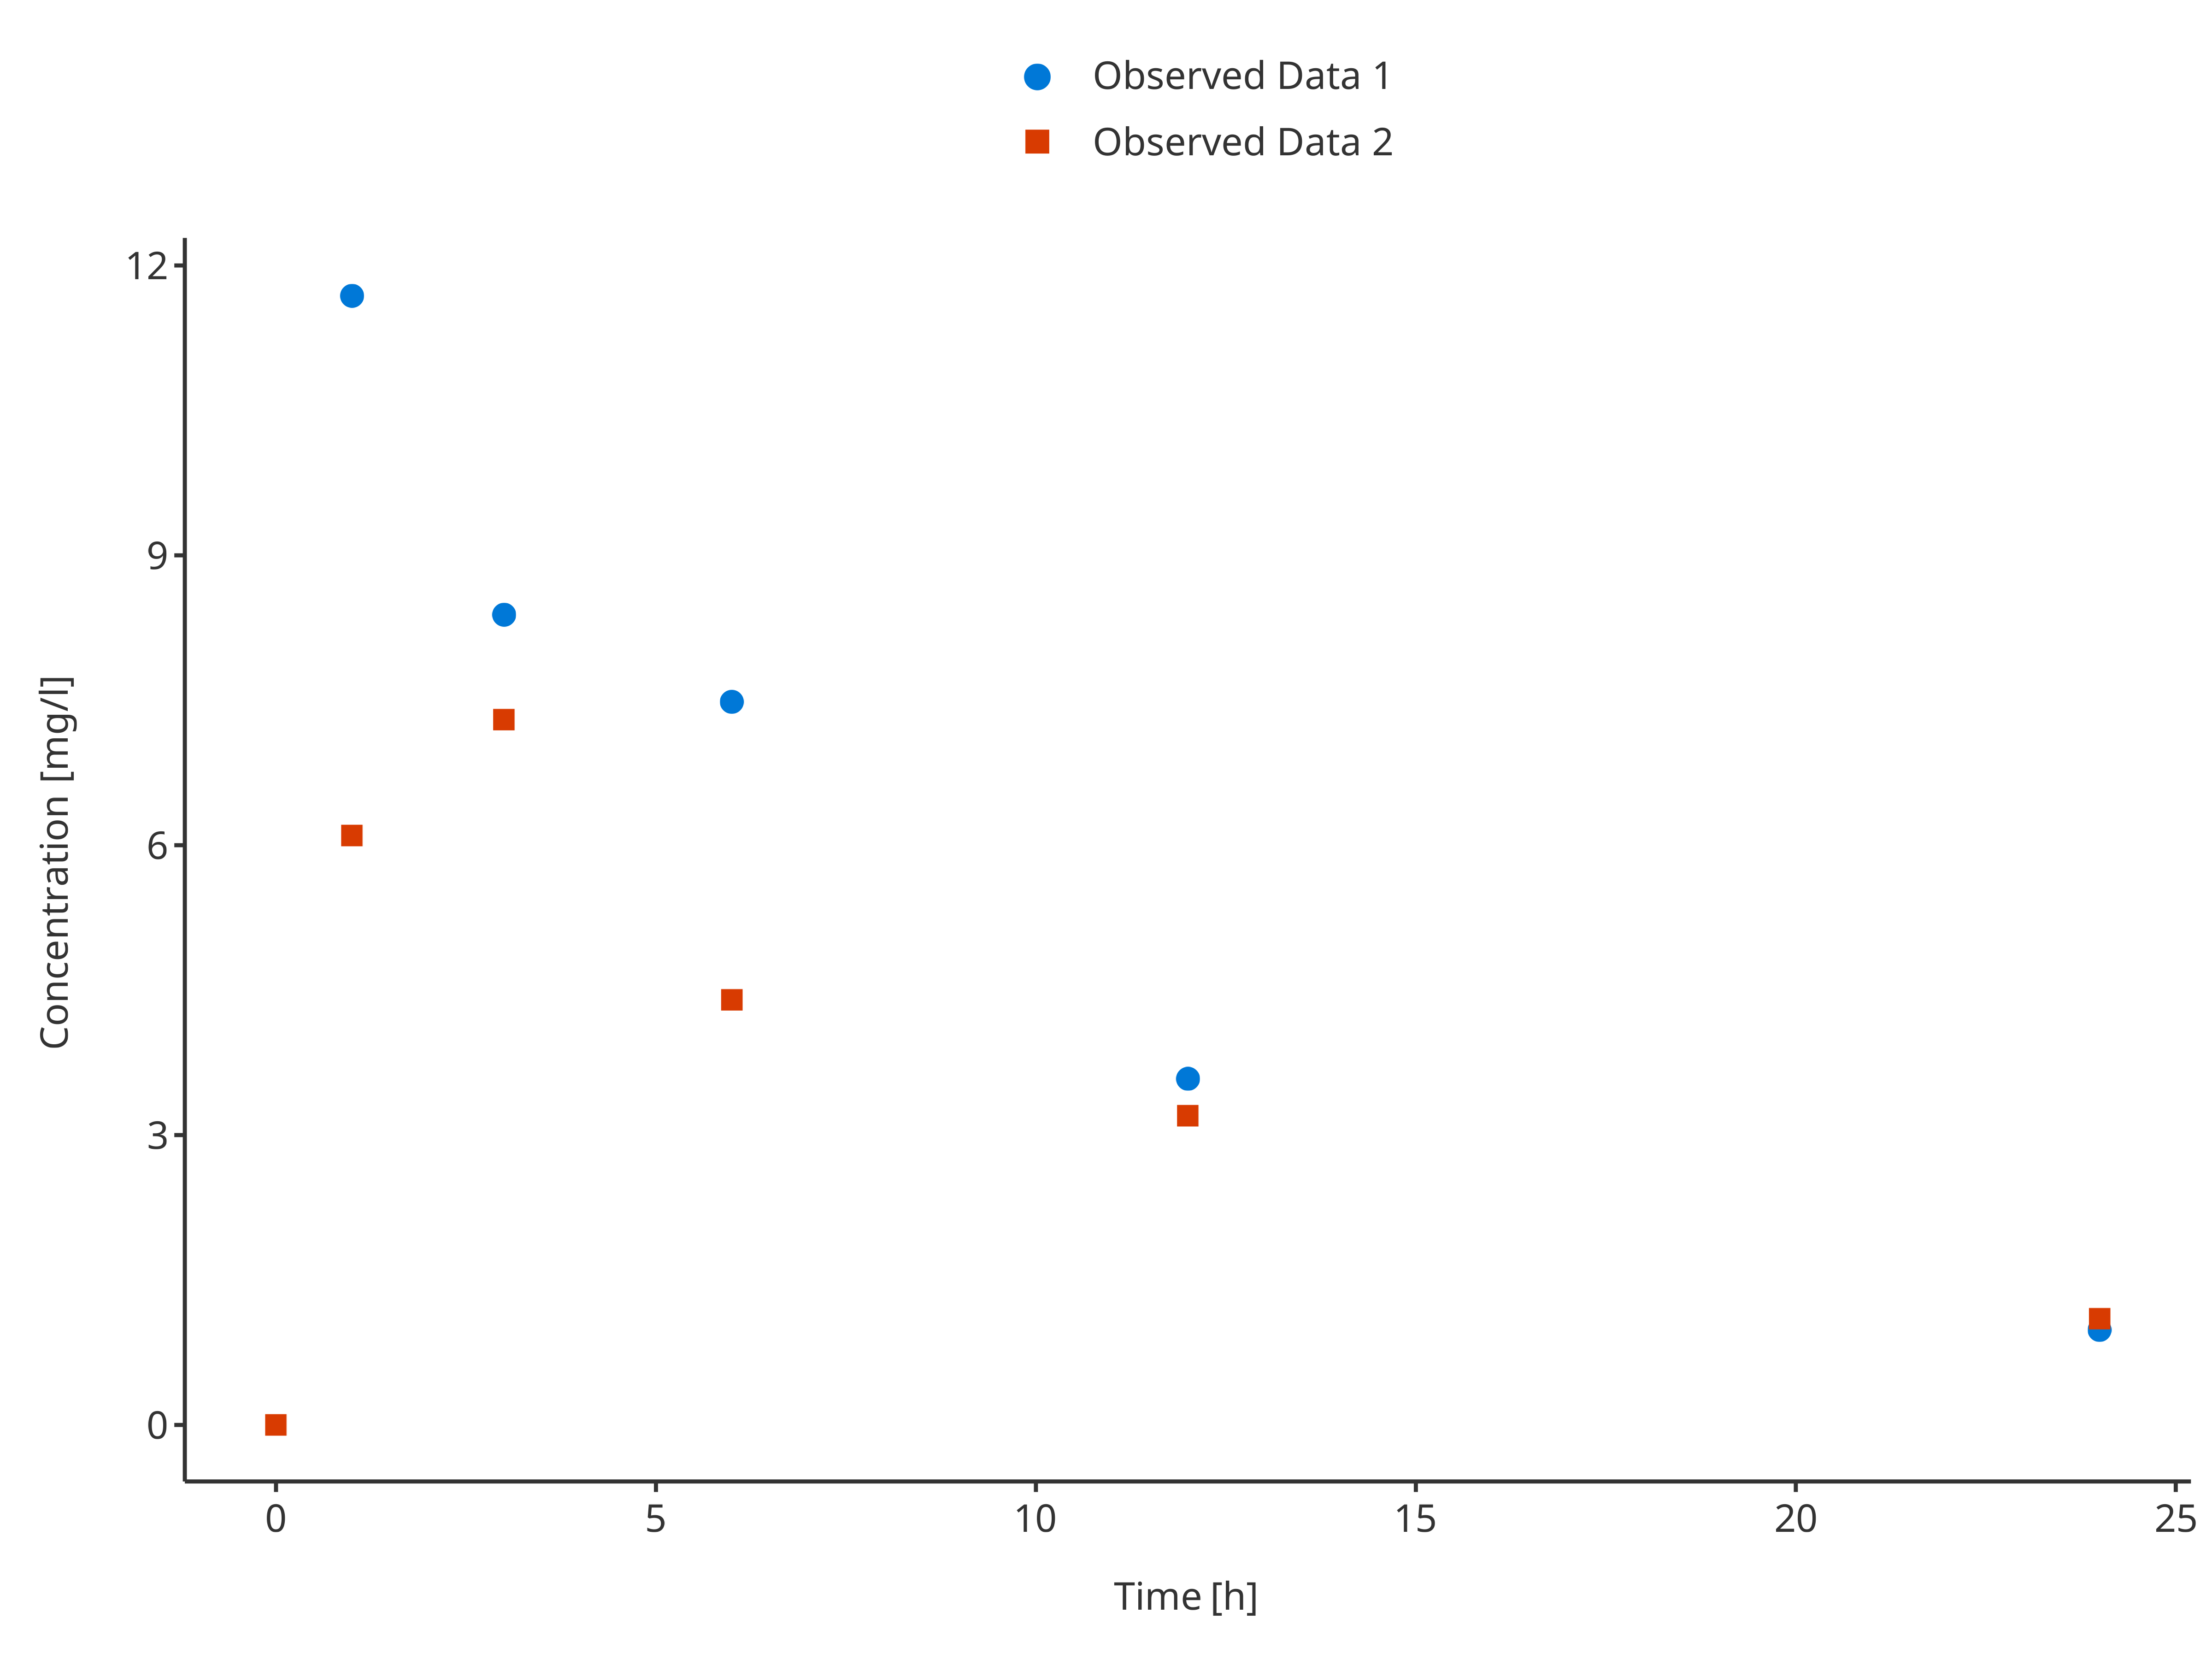 Observed Data 1
Observed Data 2
12
9
6
3
0
Concentration [mg/l]
0 5 10 15 20 25
Time [h]